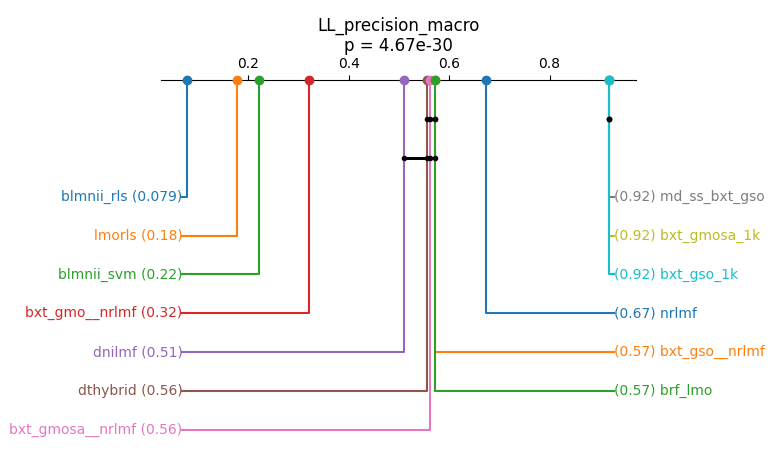 LL_precision_macro
p = 4.67e-30
0.2 0.4 0.6 0.8
blmnii_rls (0.079) (0.92) md_ss_bxt_gso
lmorls (0.18) (0.92) bxt_gmosa_1k
blmnii_svm (0.22) (0.92) bxt_gso_1k
bxt_gmo__nrlmf (0.32) (0.67) nrlmf
dnilmf (0.51) (0.57) bxt_gso__nrlmf
dthybrid (0.56) (0.57) brf_lmo
bxt_gmosa__nrlmf (0.56)